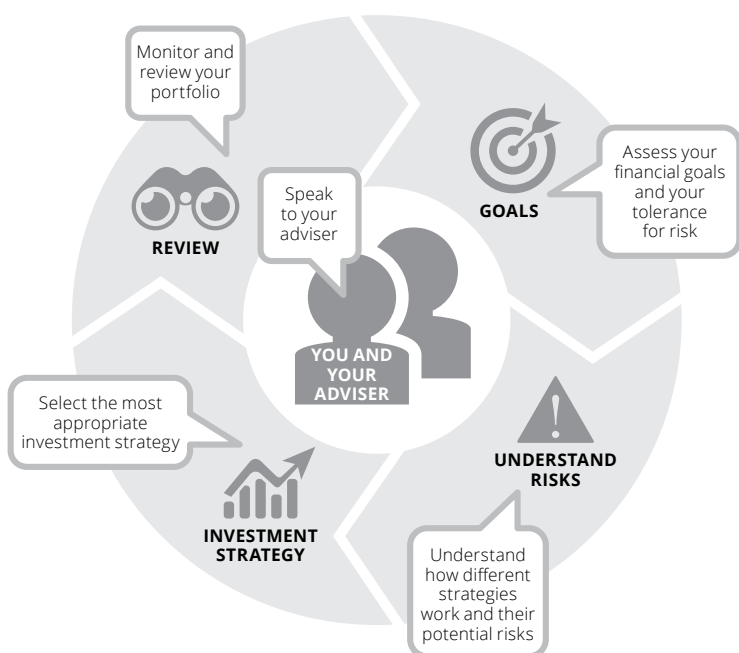 Monitor and
review your
portfolio
REVIEW
Speak
to your
adviser
GOALS
Assess your
financial goals
and your
tolerance
for risk
YOU AND
YOUR
ADVISER
UNDERSTAND
RISKS
Understand
how different
strategies
work and their
potential risks
Select the most
appropriate
investment strategy
INVESTMENT
STRATEGY